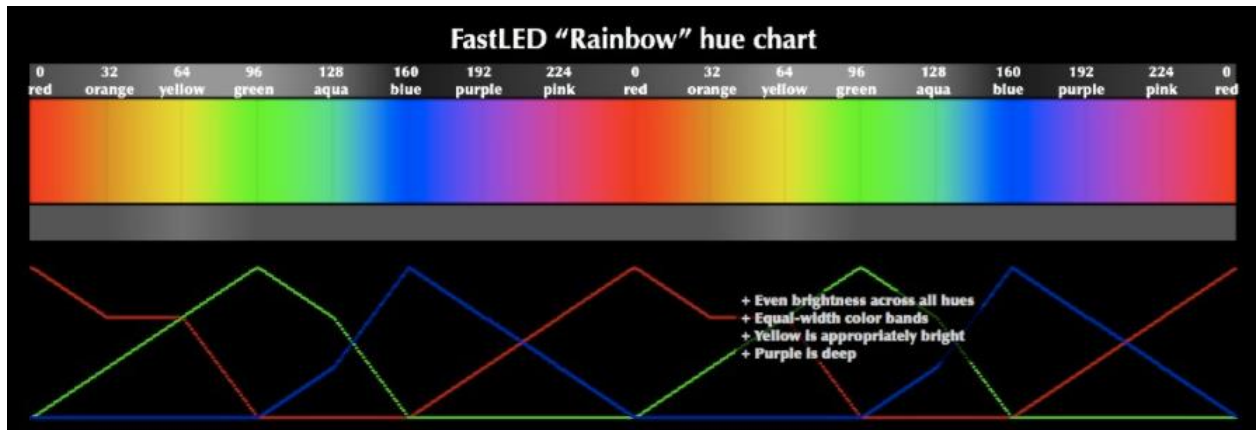 FastLED “Rainbow” hue chart
0 32 64 96 128 160 192 224 0 32 64 96 128 160 192 224 0
red orange yellow green aqua blue purple pink red orange yellow green aqua blue purple pink red
+ Even brightness across all hues
+ Equal-width color bands
+ Yellow is appropriately bright
+ Purple is deep